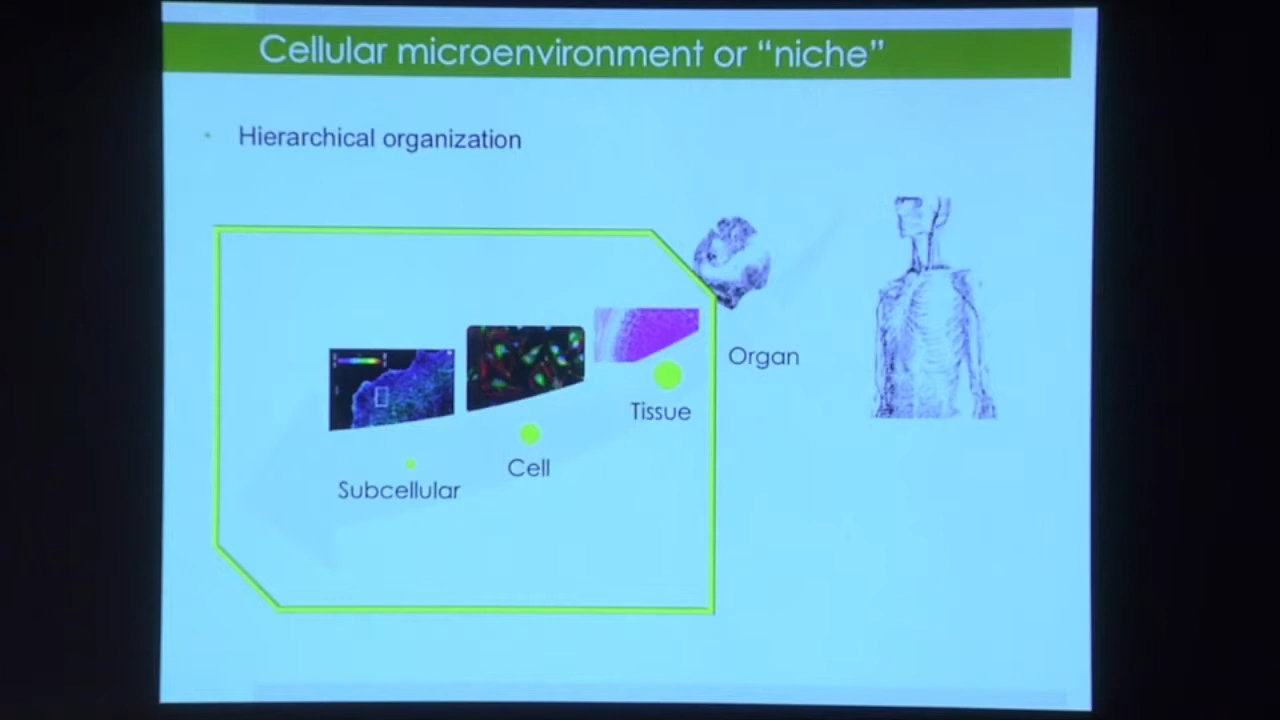 Cellular microenvironment or “niche”
Hierarchical organization
Organ
Tissue
Cell
Subcellular